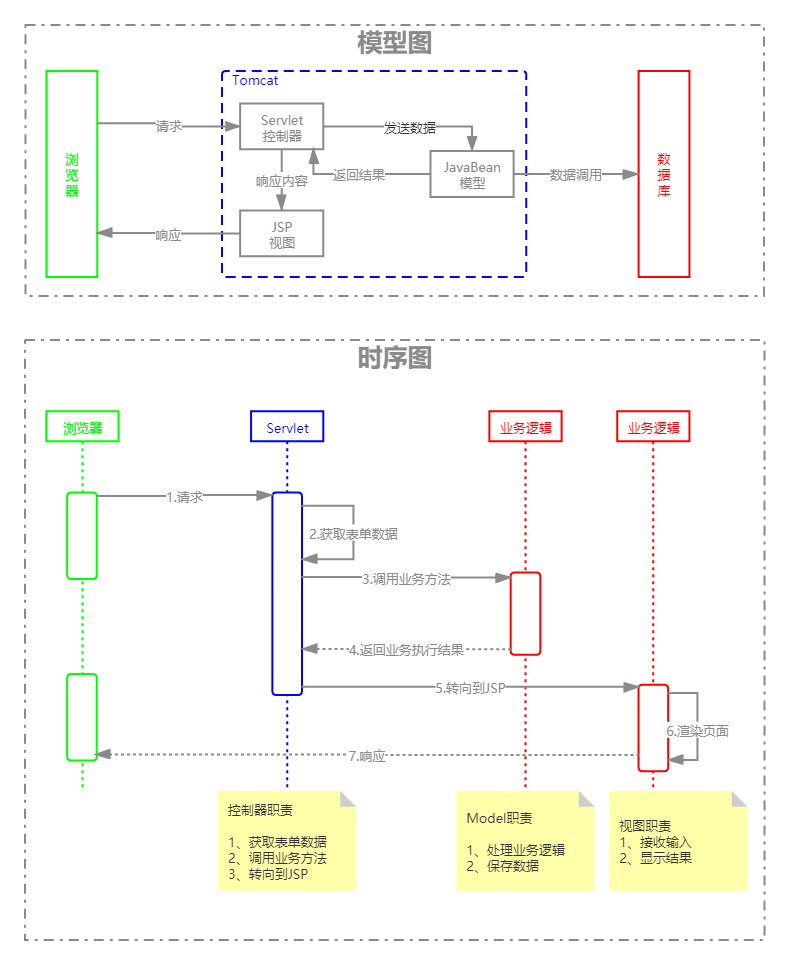 模型图
Tomcat
浏
览
器
请求
Servlet
控制器
发送数据
数
据
库
JavaBean
模型
返回结果
数据调用
响应内容
JSP
视图
响应
时序图
浏览器
Servlet
业务逻辑
业务逻辑
1.请求
2.获取表单数据
3.调用业务方法
4.返回业务执行结果
5.转向到JSP
6.渲染页面
7.响应
控制器职责
1、获取表单数据
2、调用业务方法
3、转向到JSP
Model职责
1、处理业务逻辑
2、保存数据
视图职责
1、接收输入
2、显示结果